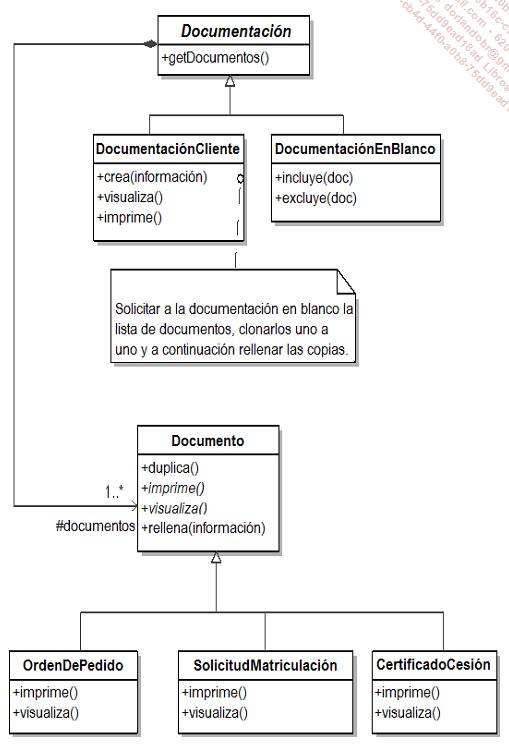 Documentación
+getDocumentos()
DocumentaciónCliente
+crea(información)
+visualiza()
+imprime()
DocumentaciónEnBlanco
+incluye(doc)
+excluye(doc)
Solicitar a la documentación en blanco la
lista de documentos, clonarlos uno a
uno y a continuación rellenar las copias.
Documento
+duplica()
+imprime()
+visualiza()
+rellena(información)
1..*
#documentos
OrdenDePedido
+imprime()
+visualiza()
SolicitudMatriculación
+imprime()
+visualiza()
CertificadoCesión
+imprime()
+visualiza()